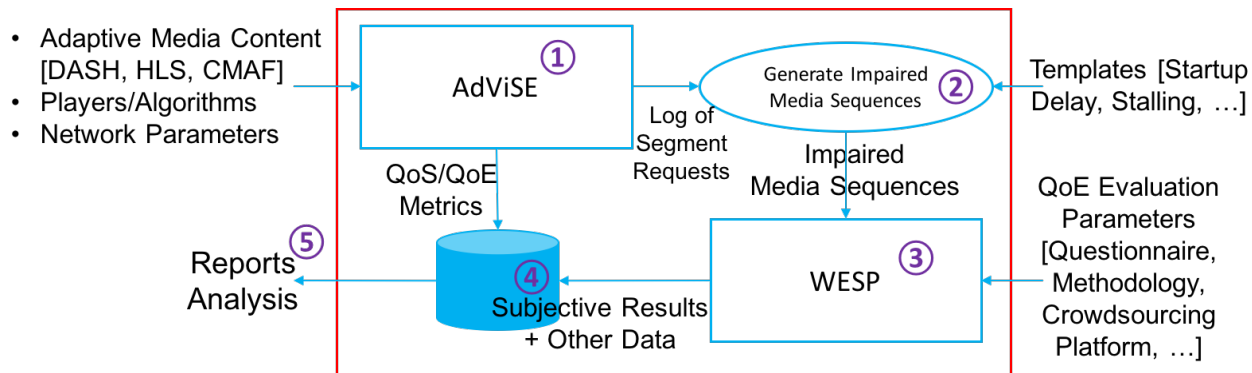 • Adaptive Media Content
[DASH, HLS, CMAF]
• Players/Algorithms
• Network Parameters
AdViSE
①
Log of
Segment
Requests
Generate Impaired
Media Sequences
②
Templates [Startup
Delay, Stalling, …]
QoS/QoE
Metrics
Impaired
Media Sequences
QoE Evaluation
Parameters
[Questionnaire,
Methodology,
Crowdsourcing
Platform, …]
WESP
③
④
Subjective Results
+ Other Data
⑤
Reports
Analysis